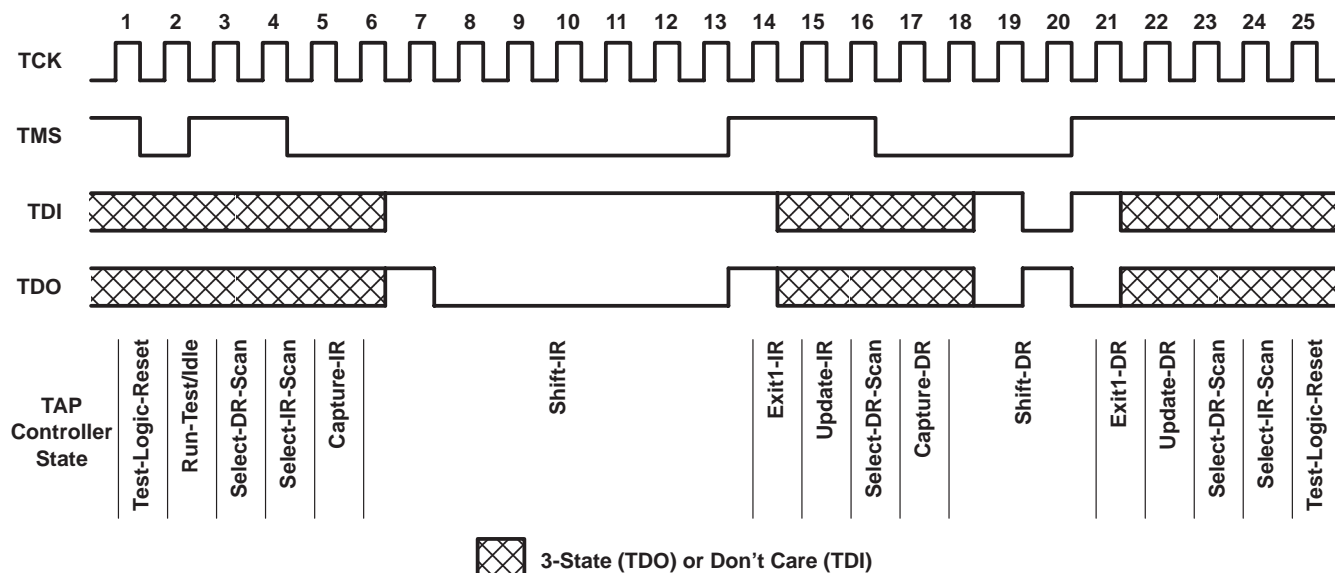 1 2 3 4 5 6 7 8 9 10 11 12 13 14 15 16 17 18 19 20 21 22 23 24 25
TCK
TMS
TDI
TDO
TAP
Controller
State
Test-Logic-Reset
Run-Test/Idle
Select-DR-Scan
Select-IR-Scan
Capture-IR
Shift-IR
Exit1-IR
Update-IR
Select-DR-Scan
Capture-DR
Shift-DR
Exit1-DR
Update-DR
Select-DR-Scan
Select-IR-Scan
Test-Logic-Reset
3-State (TDO) or Don't Care (TDI)